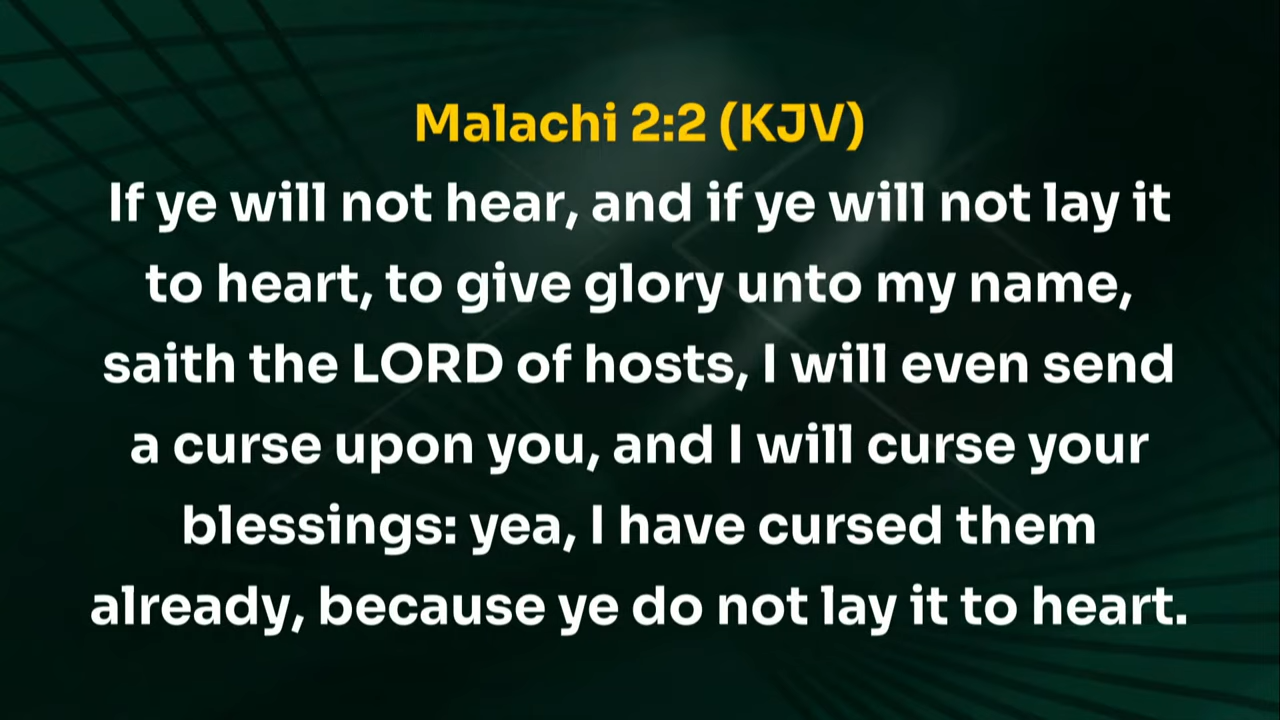 Malachi 2:2 (KJV)
If ye will not hear, and if ye will not lay it
to heart, to give glory unto my name,
saith the LORD of hosts, I will even send
a curse upon you, and I will curse your
blessings: yea, I have cursed them
already, because ye do not lay it to heart.